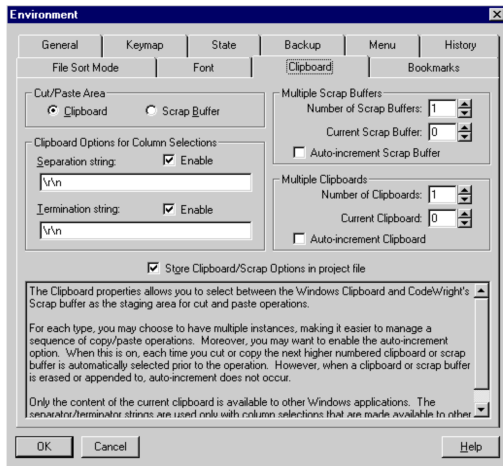 Environment
General Keymap State Backup Menu History
File Sort Mode Font Clipboard Bookmarks
Cut/Paste Area
Clipboard Scrap Buffer
Clipboard Options for Column Selections
Separation string: Enable
\r\n
Termination string: Enable
\r\n
Multiple Scrap Buffers
Number of Scrap Buffers: 1
Current Scrap Buffer: 0
Auto-increment Scrap Buffer
Multiple Clipboards
Number of Clipboards: 1
Current Clipboard: 0
Auto-increment Clipboard
Store Clipboard/Scrap Options in project file
The Clipboard properties allows you to select between the Windows Clipboard and CodeWright's
Scrap buffer as the staging area for cut and paste operations.
For each type, you may choose to have multiple instances, making it easier to manage a
sequence of copy/paste operations. Moreover, you may want to enable the auto-increment
option. When this is on, each time you cut or copy the next higher numbered clipboard or scrap
buffer is automatically selected prior to the operation. However, when a clipboard or scrap buffer
is erased or appended to, auto-increment does not occur.
Only the content of the current clipboard is available to other Windows applications. The
separator/terminator strings are used only with column selections that are made available to other
OK Cancel Help